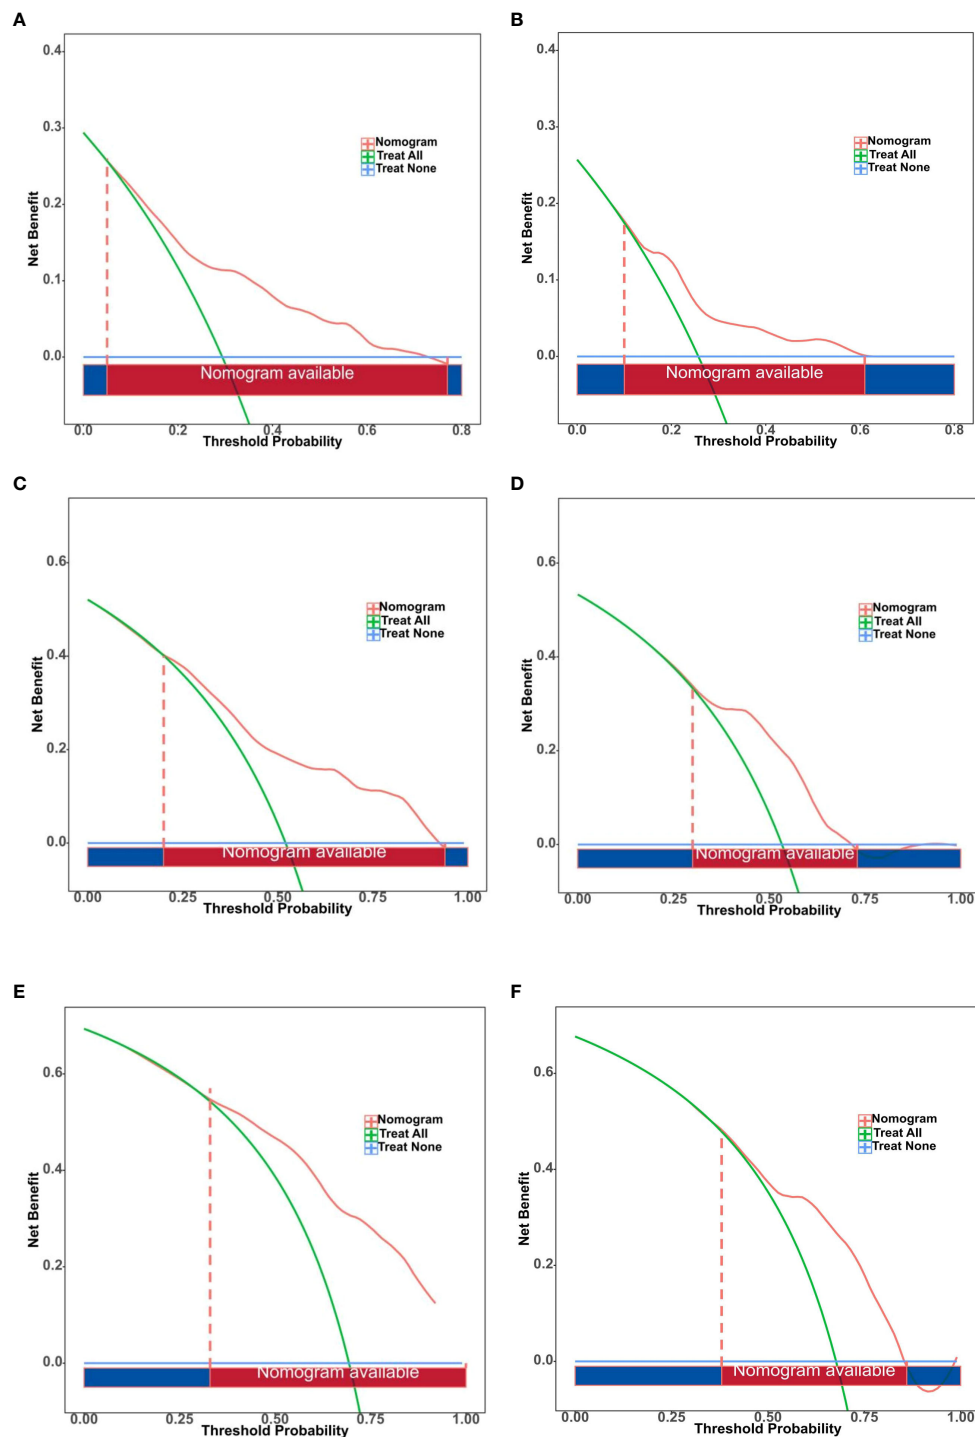 A
0.4
0.3
0.2
0.1
0.0
Net Benefit
Nomogram
Treat All
Treat None
Nomogram available
0.0 0.2 0.4 0.6 0.8
Threshold Probability
B
0.4
0.3
0.2
0.1
0.0
Net Benefit
Nomogram
Treat All
Treat None
Nomogram available
0.0 0.2 0.4 0.6 0.8
Threshold Probability
C
0.6
0.4
0.2
0.0
Net Benefit
Nomogram
Treat All
Treat None
Nomogram available
0.00 0.25 0.50 0.75 1.00
Threshold Probability
D
0.6
0.4
0.2
0.0
Net Benefit
Nomogram
Treat All
Treat None
Nomogram available
0.00 0.25 0.50 0.75 1.00
Threshold Probability
E
0.6
0.4
0.2
0.0
Net Benefit
Nomogram
Treat All
Treat None
Nomogram available
0.00 0.25 0.50 0.75 1.00
Threshold Probability
F
0.6
0.4
0.2
0.0
Net Benefit
Nomogram
Treat All
Treat None
Nomogram available
0.00 0.25 0.50 0.75 1.00
Threshold Probability